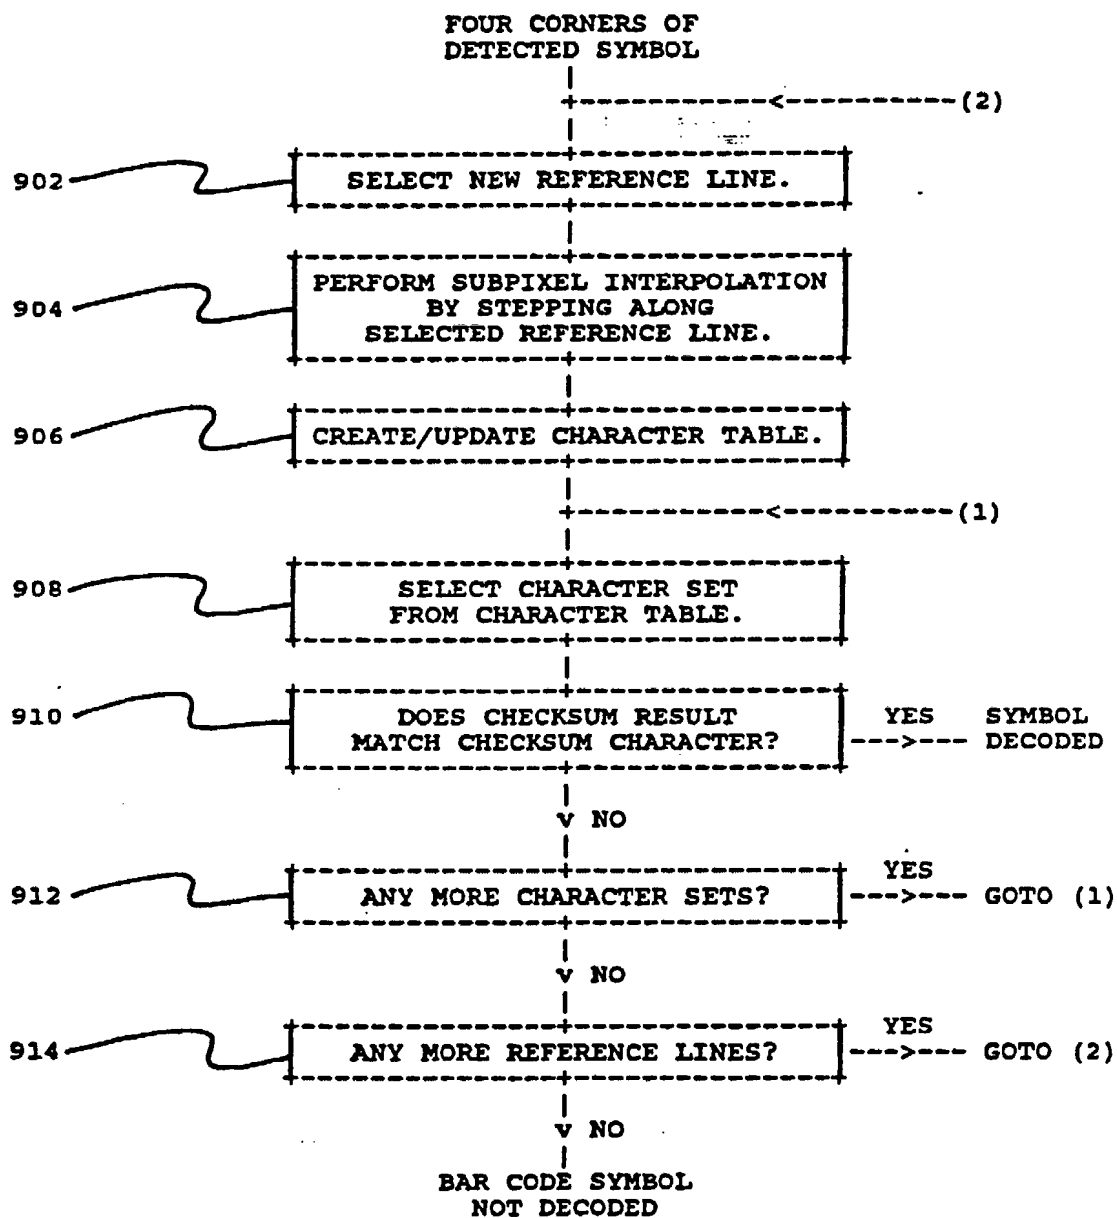 FOUR CORNERS OF
DETECTED SYMBOL
(2)
902
SELECT NEW REFERENCE LINE.
904
PERFORM SUBPIXEL INTERPOLATION
BY STEPPING ALONG
SELECTED REFERENCE LINE.
906
CREATE/UPDATE CHARACTER TABLE.
(1)
908
SELECT CHARACTER SET
FROM CHARACTER TABLE.
910
DOES CHECKSUM RESULT
MATCH CHECKSUM CHARACTER?
YES
SYMBOL
DECODED
NO
912
ANY MORE CHARACTER SETS?
YES
GOTO (1)
NO
914
ANY MORE REFERENCE LINES?
YES
GOTO (2)
NO
BAR CODE SYMBOL
NOT DECODED